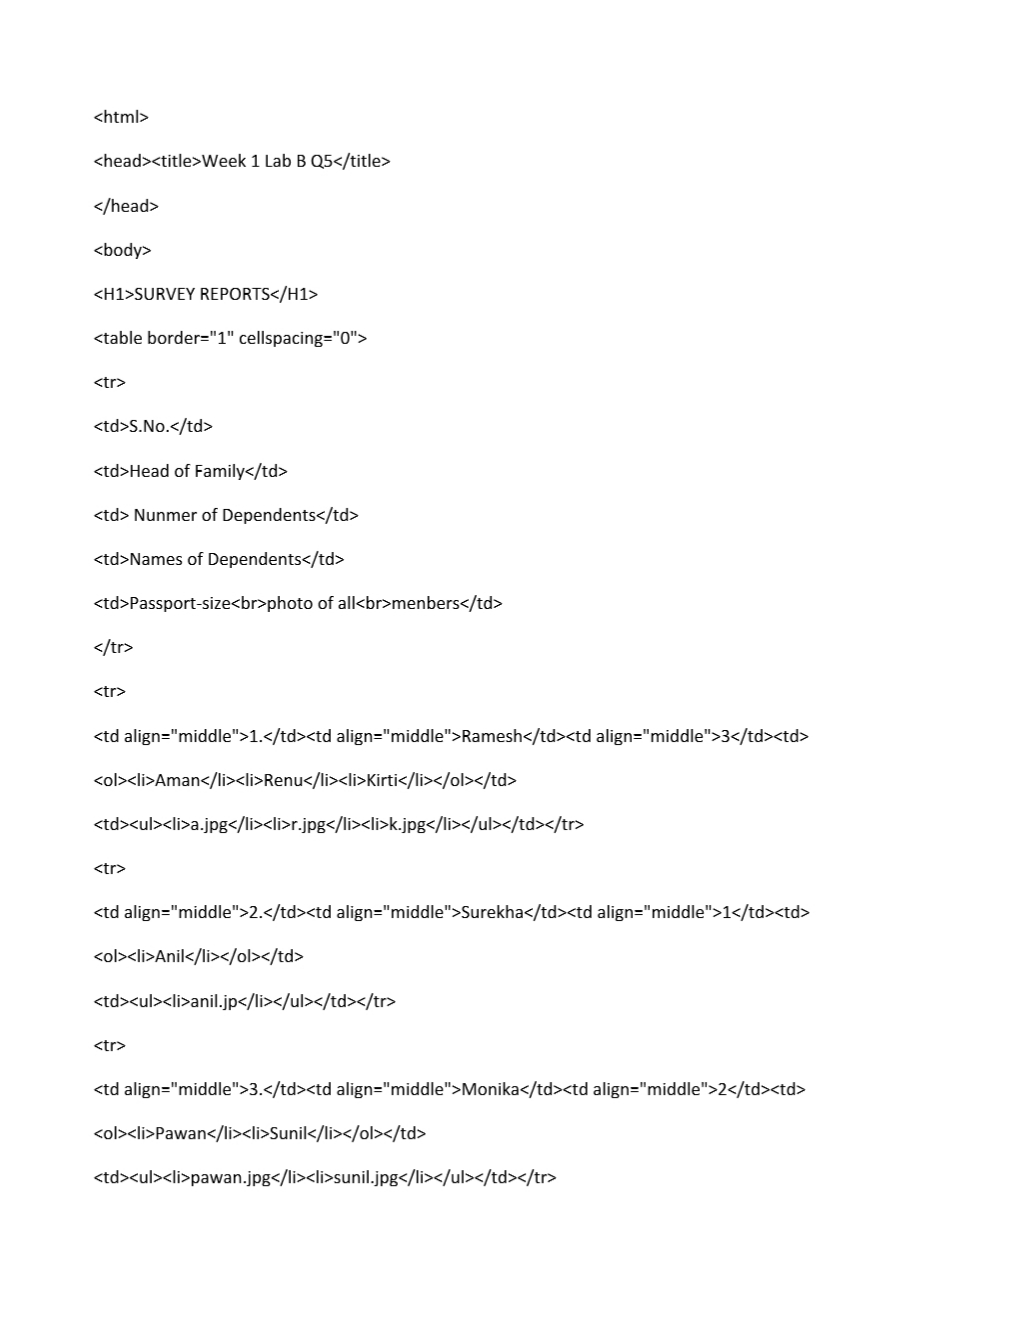 <html>
<head><title>Week 1 Lab B Q5</title>
</head>
<body>
<H1>SURVEY REPORTS</H1>
<table border="1" cellspacing="0">
<tr>
<td>S.No.</td>
<td>Head of Family</td>
<td> Nunmer of Dependents</td>
<td>Names of Dependents</td>
<td>Passport-size<br>photo of all<br>menbers</td>
</tr>
<tr>
<td align="middle">1.</td><td align="middle">Ramesh</td><td align="middle">3</td><td>
<ol><li>Aman</li><li>Renu</li><li>Kirti</li></ol></td>
<td><ul><li>a.jpg</li><li>r.jpg</li><li>k.jpg</li></ul></td></tr>
<tr>
<td align="middle">2.</td><td align="middle">Surekha</td><td align="middle">1</td><td>
<ol><li>Anil</li></ol></td>
<td><ul><li>anil.jp</li></ul></td></tr>
<tr>
<td align="middle">3.</td><td align="middle">Monika</td><td align="middle">2</td><td>
<ol><li>Pawan</li><li>Sunil</li></ol></td>
<td><ul><li>pawan.jpg</li><li>sunil.jpg</li></ul></td></tr>